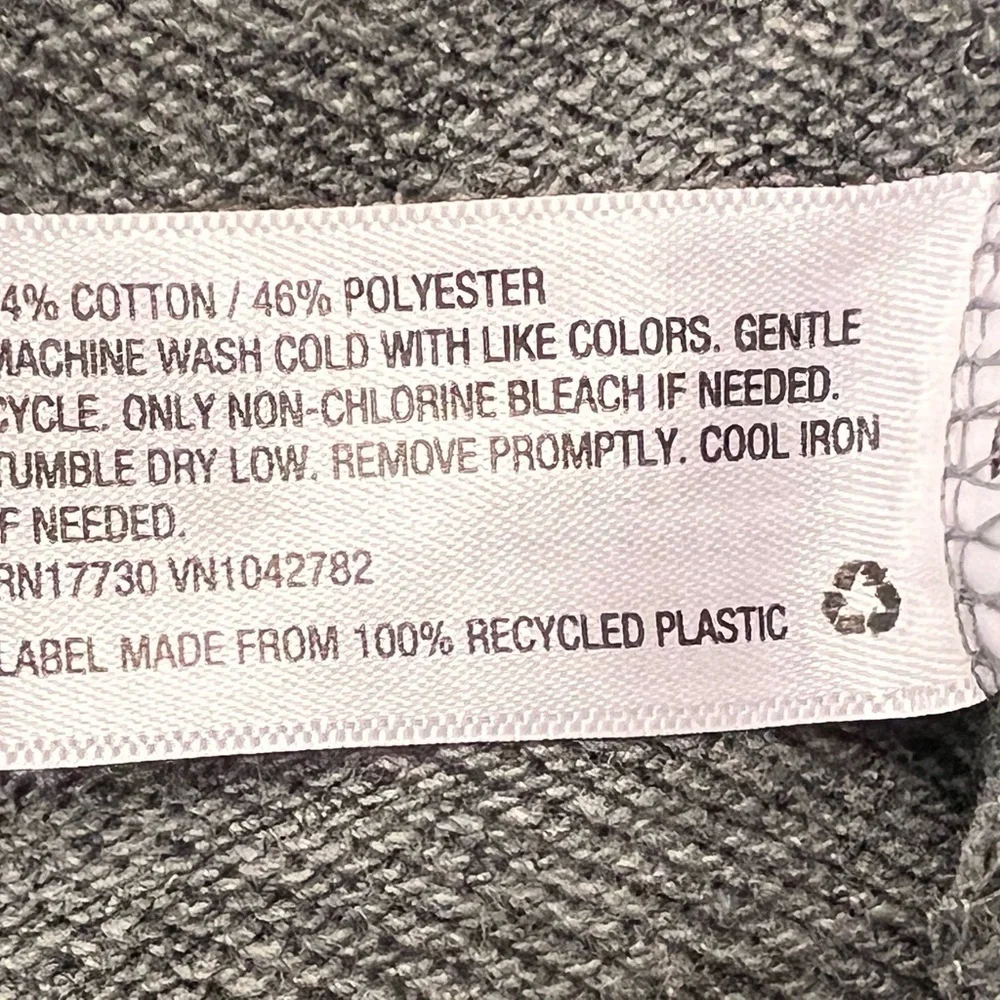 4% COTTON / 46% POLYESTER
MACHINE WASH COLD WITH LIKE COLORS. GENTLE
CYCLE. ONLY NON-CHLORINE BLEACH IF NEEDED.
TUMBLE DRY LOW. REMOVE PROMPTLY. COOL IRON
IF NEEDED.
RN17730 VN1042782
LABEL MADE FROM 100% RECYCLED PLASTIC